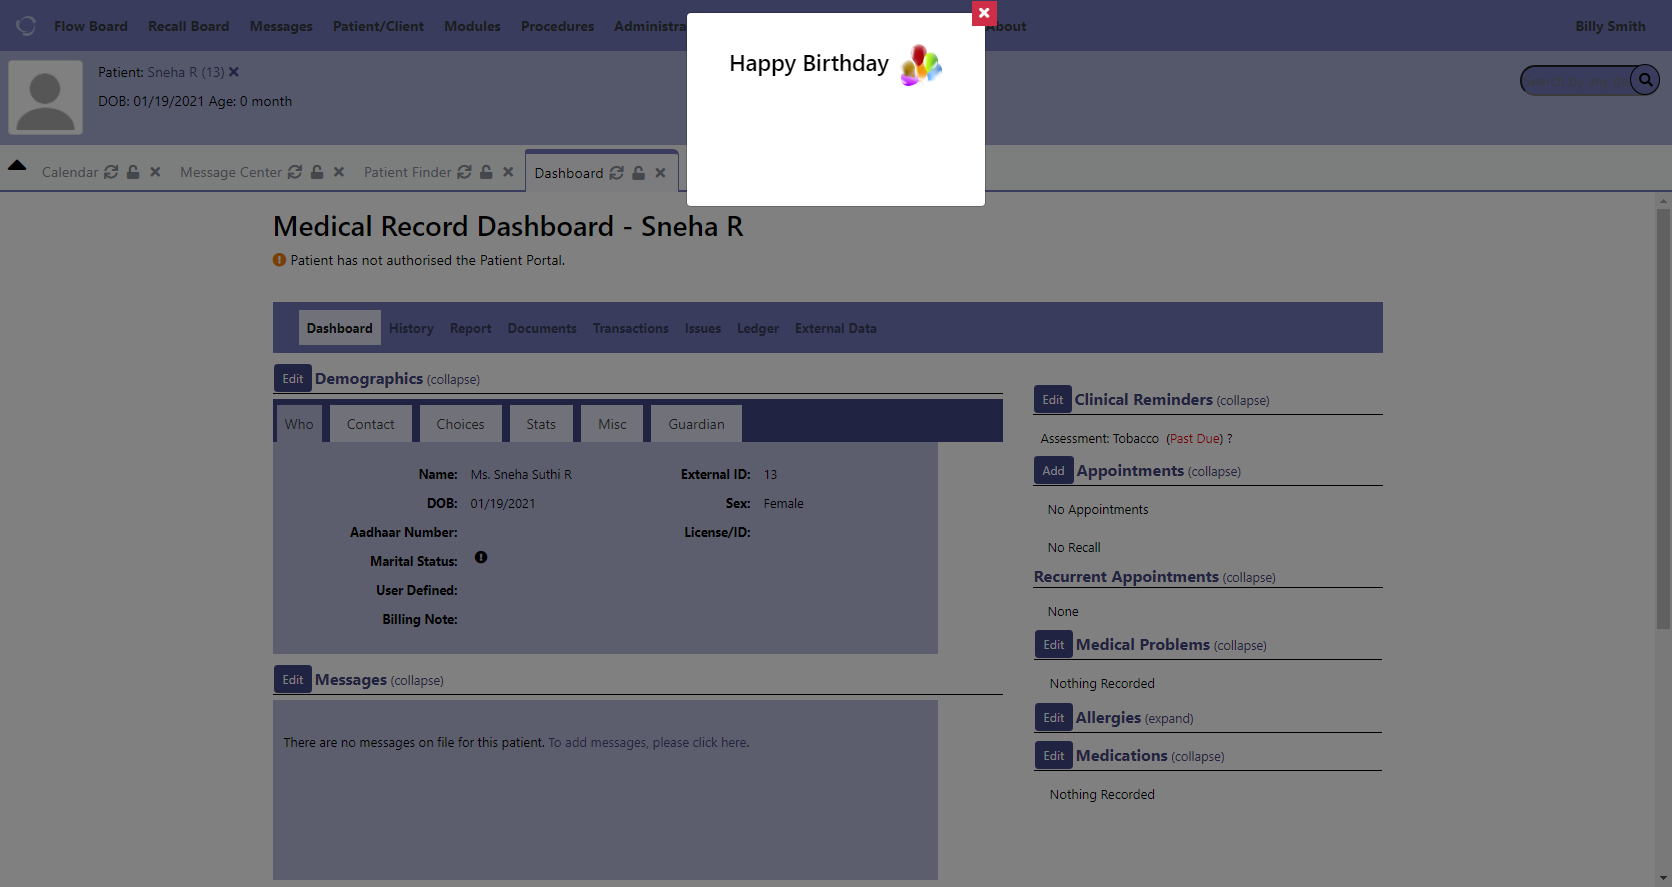 Flow Board Recall Board Messages Patient/Client Modules Procedures Administra About Billy Smith
Happy Birthday
Patient: Sneha R (13)
DOB: 01/19/2021 Age: 0 month
Calendar Message Center Patient Finder Dashboard
Medical Record Dashboard - Sneha R
Patient has not authorised the Patient Portal.
Dashboard History Report Documents Transactions Issues Ledger External Data
Edit Demographics (collapse)
Who Contact Choices Stats Misc Guardian
Name: Ms. Sneha Suthi R External ID: 13
DOB: 01/19/2021 Sex: Female
Aadhaar Number: License/ID:
Marital Status:
User Defined:
Billing Note:
Edit Messages (collapse)
There are no messages on file for this patient. To add messages, please click here.
Edit Clinical Reminders (collapse)
Assessment: Tobacco (Past Due) ?
Add Appointments (collapse)
No Appointments
No Recall
Recurrent Appointments (collapse)
None
Edit Medical Problems (collapse)
Nothing Recorded
Edit Allergies (expand)
Edit Medications (collapse)
Nothing Recorded